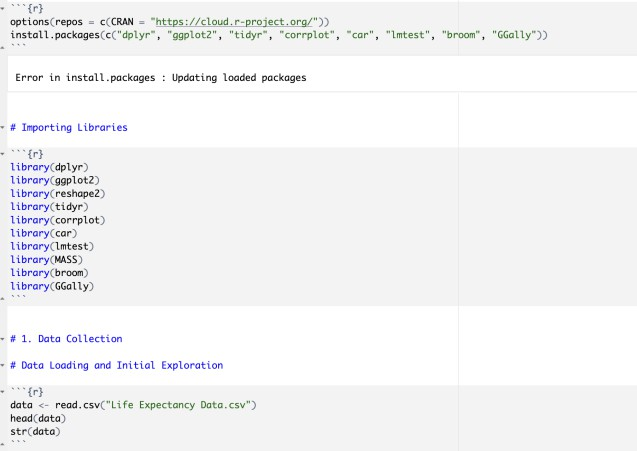 ```{r}
options(repos = c(CRAN = "https://cloud.r-project.org/"))
install.packages(c("dplyr", "ggplot2", "tidyr", "corrplot", "car", "lmtest", "broom", "GGally"))
```
Error in install.packages : Updating loaded packages
# Importing Libraries
```{r}
library(dplyr)
library(ggplot2)
library(reshape2)
library(tidyr)
library(corrplot)
library(car)
library(lmtest)
library(MASS)
library(broom)
library(GGally)
```
# 1. Data Collection
# Data Loading and Initial Exploration
```{r}
data <- read.csv("Life Expectancy Data.csv")
head(data)
str(data)
```